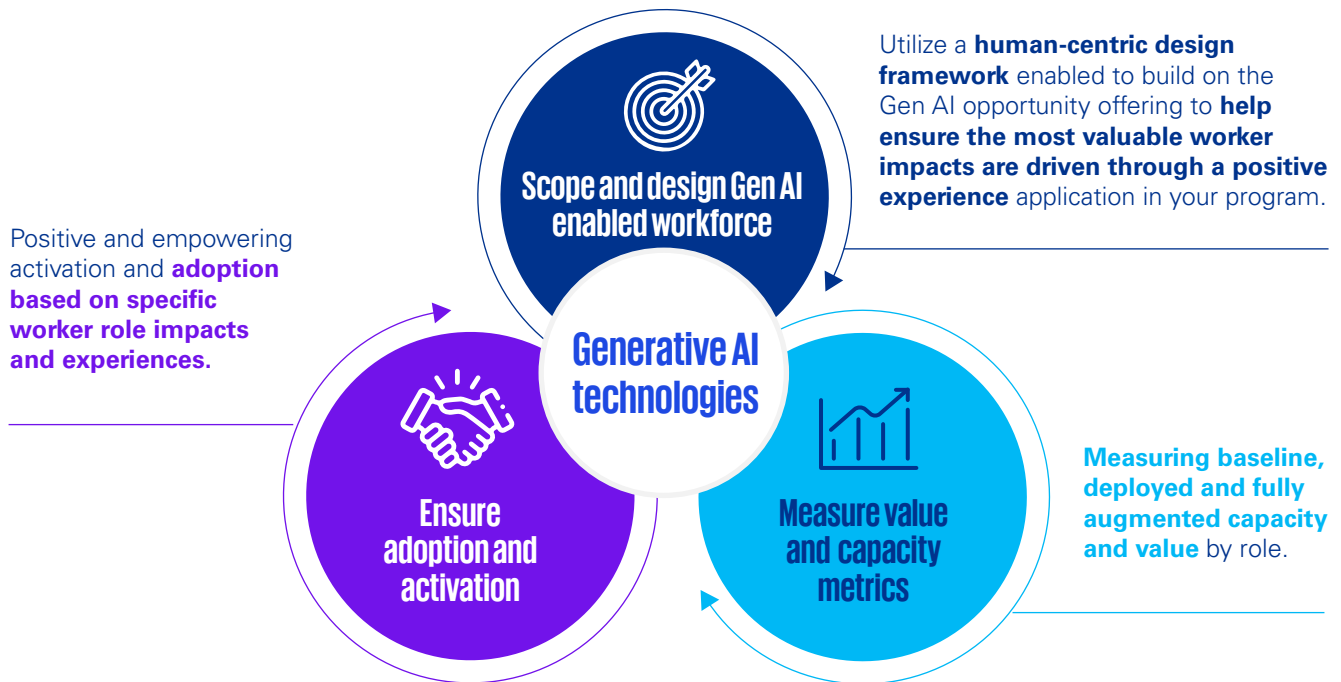 Utilize a human-centric design
framework enabled to build on the
Gen AI opportunity offering to help
ensure the most valuable worker
impacts are driven through a positive
experience application in your program.
Scope and design Gen AI
enabled workforce
Positive and empowering
activation and adoption
based on specific
worker role impacts
and experiences.
Generative AI
technologies
Ensure
adoption and
activation
Measure value
and capacity
metrics
Measuring baseline,
deployed and fully
augmented capacity
and value by role.